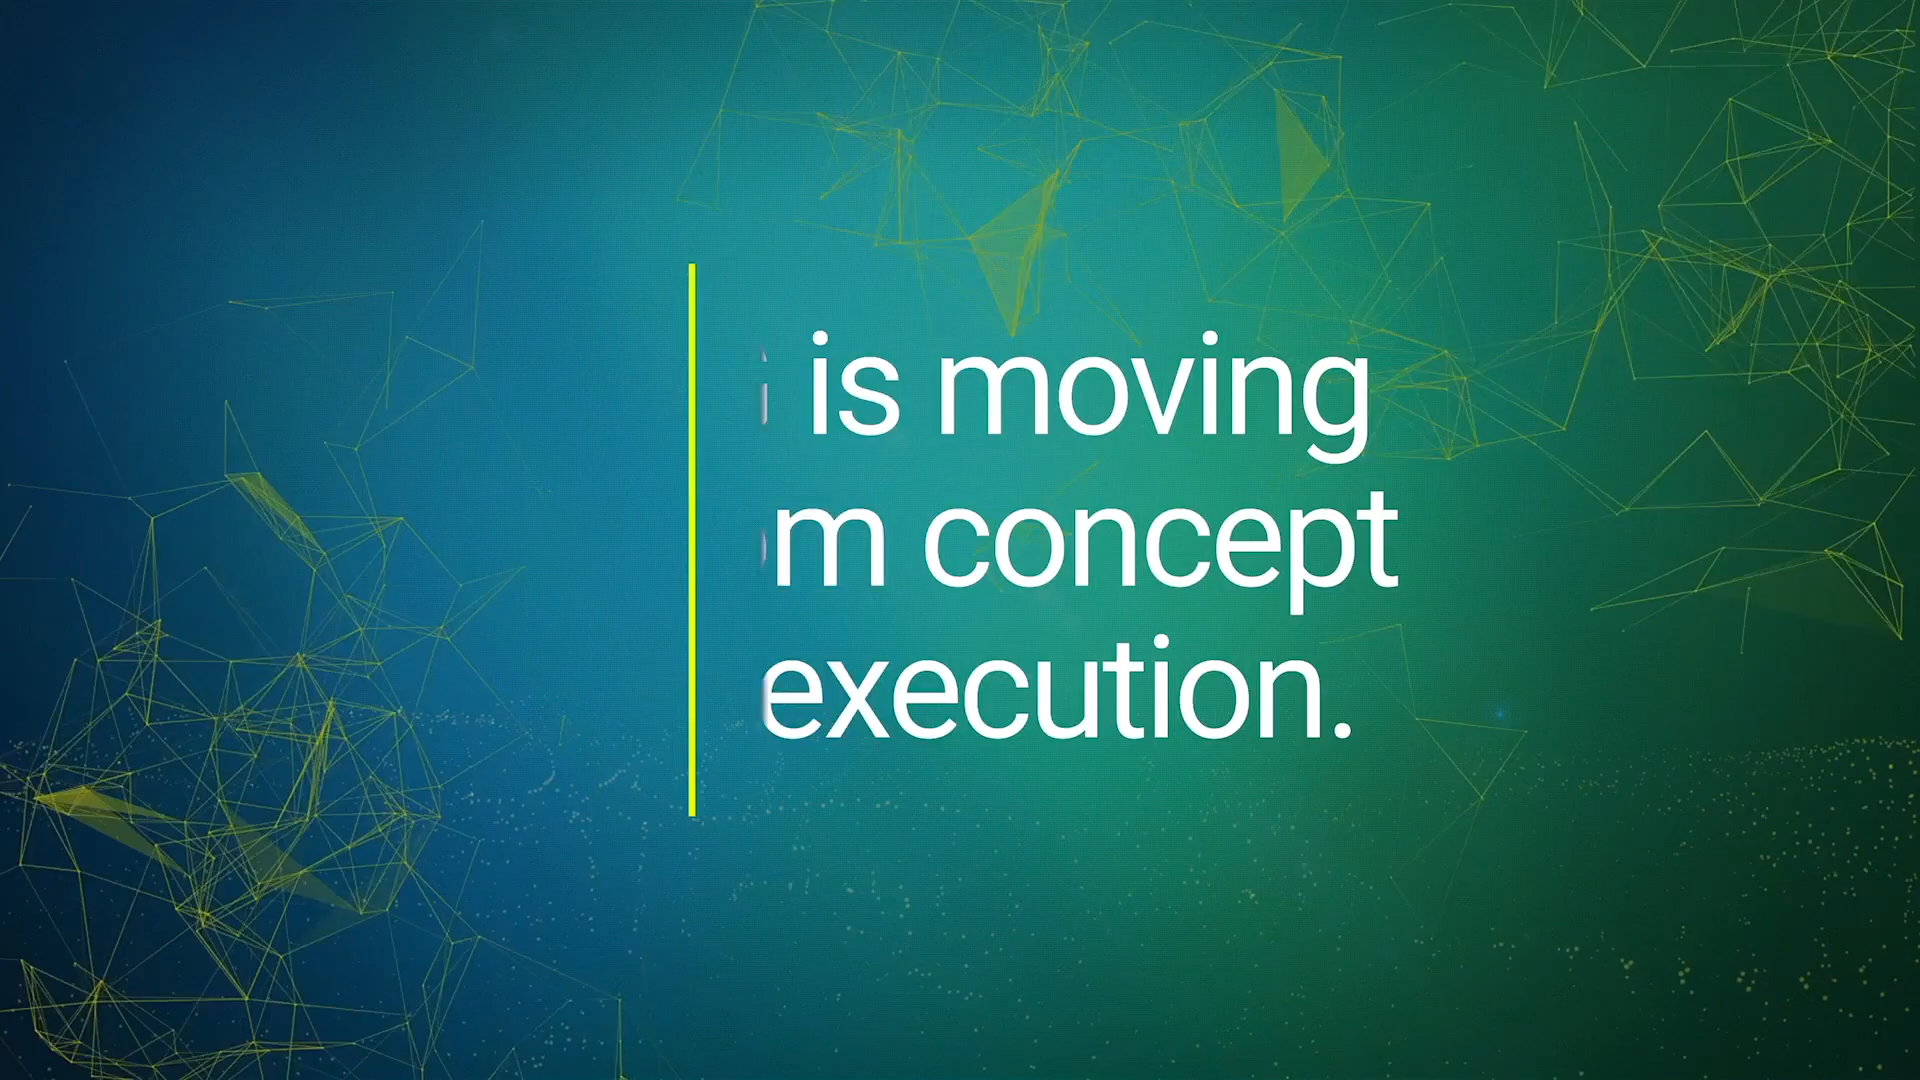 is moving
m concept
execution.